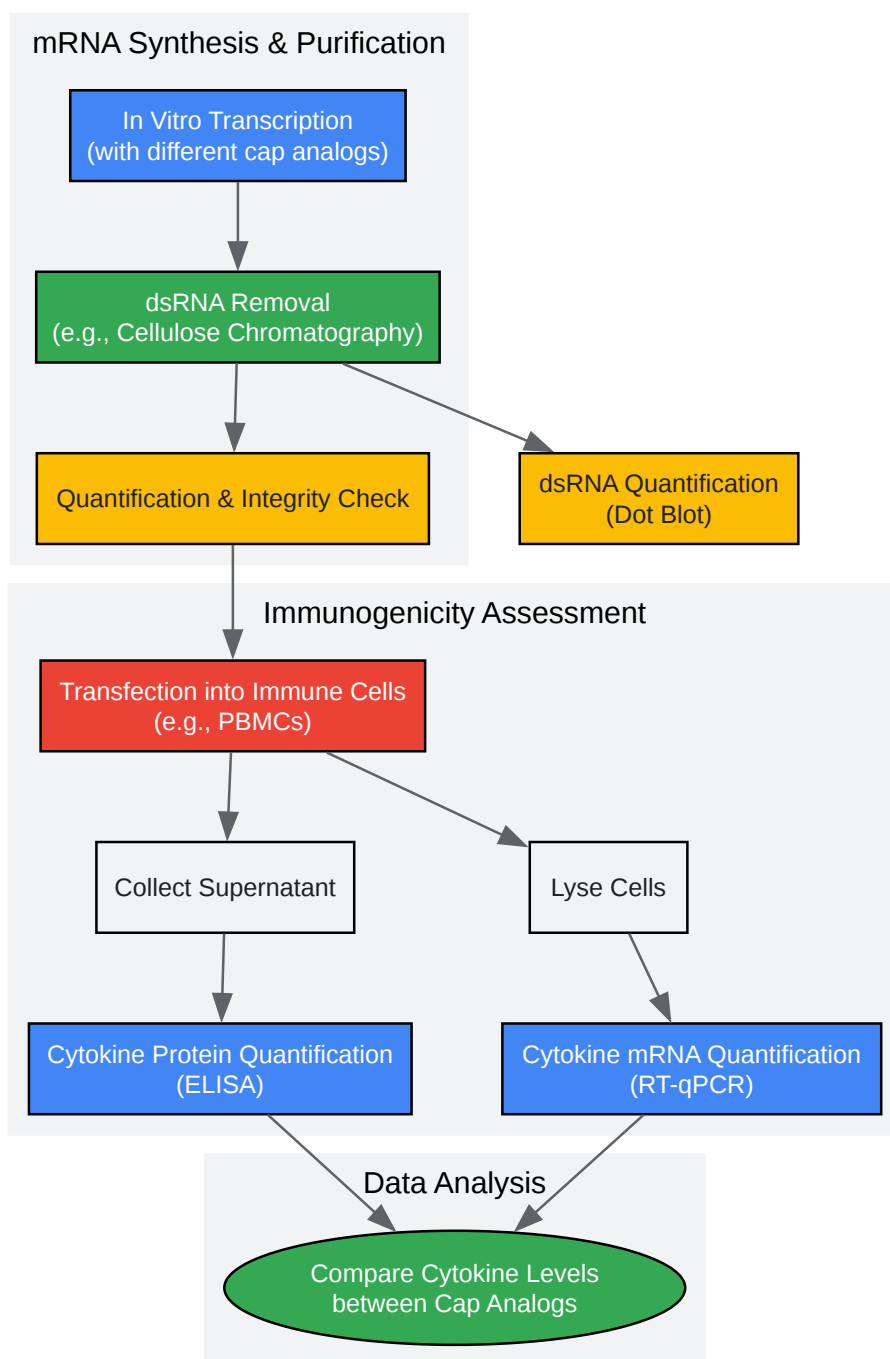 mRNA Synthesis & Purification
In Vitro Transcription
(with different cap analogs)
dsRNA Removal
(e.g., Cellulose Chromatography)
Quantification & Integrity Check
dsRNA Quantification
(Dot Blot)
Immunogenicity Assessment
Transfection into Immune Cells
(e.g., PBMCs)
Collect Supernatant
Lyse Cells
Cytokine Protein Quantification
(ELISA)
Cytokine mRNA Quantification
(RT-qPCR)
Data Analysis
Compare Cytokine Levels
between Cap Analogs